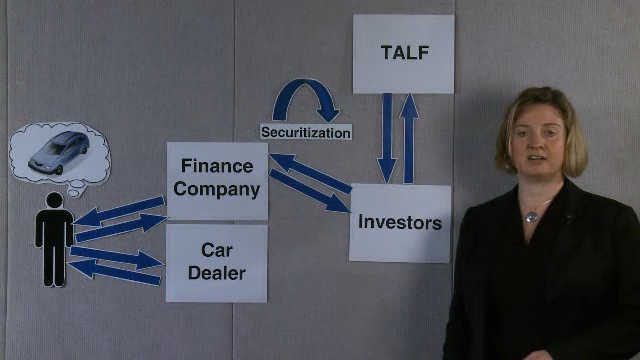 TALF
Securitization
Finance
Company
Investors
Car
Dealer